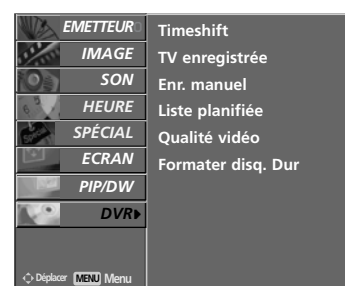 EMETTEUR
IMAGE
SON
HEURE
SPÉCIAL
ECRAN
PIP/DW
DVR
Timeshift
TV enregistrée
Enr. manuel
Liste planifiée
Qualité vidéo
Formater disq. Dur
Déplacer MENU Menu